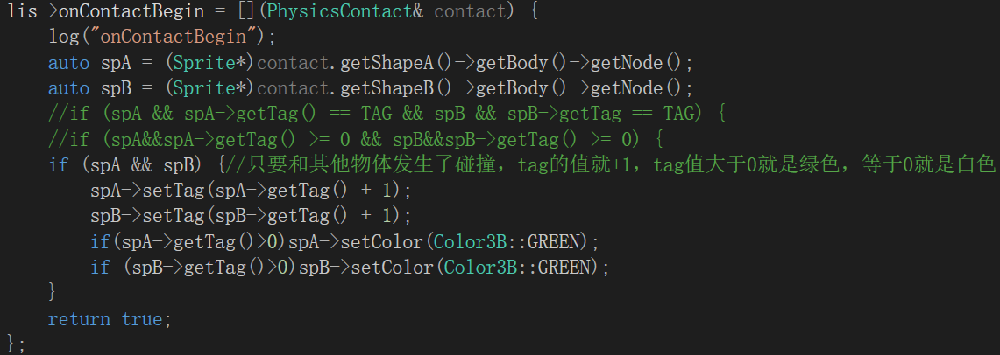 lis->onContactBegin = [](PhysicsContact& contact) {
    log("onContactBegin");
    auto spA = (Sprite*)contact.getShapeA()->getBody()->getNode();
    auto spB = (Sprite*)contact.getShapeB()->getBody()->getNode();
    //if (spA && spA->getTag() == TAG && spB && spB->getTag == TAG) {
    //if (spA&&spA->getTag() >= 0 && spB&&spB->getTag() >= 0) {
    if (spA && spB) {//只要和其他物体发生了碰撞，tag的值就+1，tag值大于0就是绿色，等于0就是白色
        spA->setTag(spA->getTag() + 1);
        spB->setTag(spB->getTag() + 1);
        if(spA->getTag()>0)spA->setColor(Color3B::GREEN);
        if (spB->getTag()>0)spB->setColor(Color3B::GREEN);
    }
    return true;
};